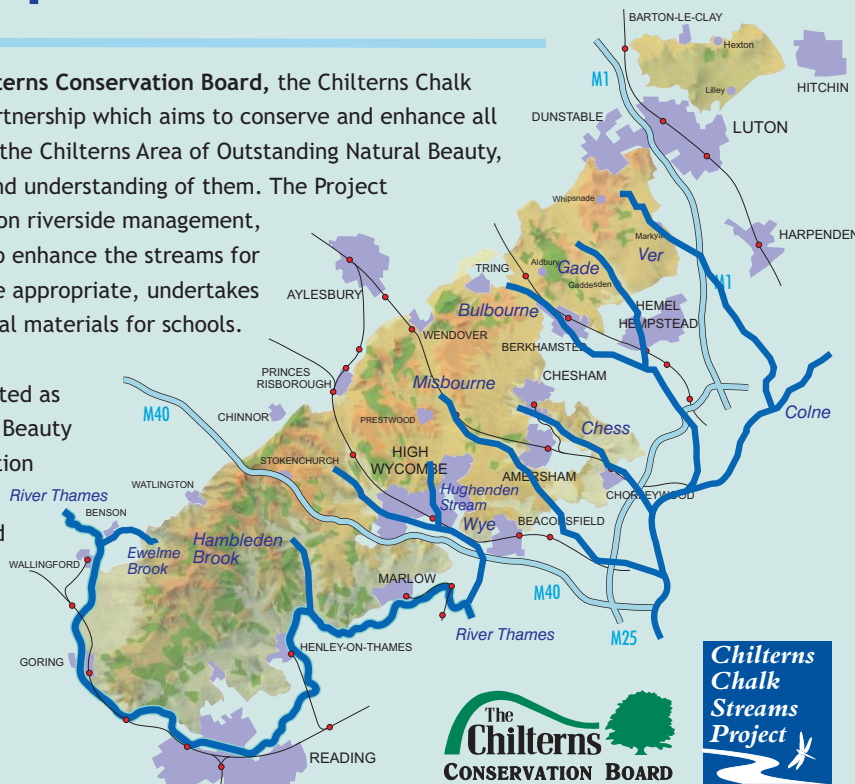 terns Conservation Board, the Chilterns Chalk
rtnership which aims to conserve and enhance all
the Chilterns Area of Outstanding Natural Beauty,
nd understanding of them. The Project
on riverside management,
o enhance the streams for
e appropriate, undertakes
al materials for schools.
ted as
Beauty
tion
d
BARTON-LE-CLAY
Hexton
M1
HITCHIN
Lilley
DUNSTABLE
LUTON
Whipsnade
HARPENDEN
Markya
Ver
TRING
Aldbury
Gade
M1
AYLESBURY
Gaddesden
Bulbourne
HEMEL
HEMPSTEAD
WENDOVER
BERKHAMSTED
PRINCES
RISBOROUGH
Misbourne
CHESHAM
M40
CHINNOR
PRESTWOOD
Chess
Colne
HIGH
WYCOMBE
STOKENCHURCH
AMERSHAM
WATLINGTON
Hughenden
Stream
CHORLEYWOOD
River Thames
BENSON
Wye
BEACONSFIELD
Hambleden
Brook
Ewelme
Brook
WALLINGFORD
MARLOW
M40
River Thames
M25
HENLEY-ON-THAMES
GORING
READING
The
Chilterns
CONSERVATION BOARD
Chilterns
Chalk
Streams
Project